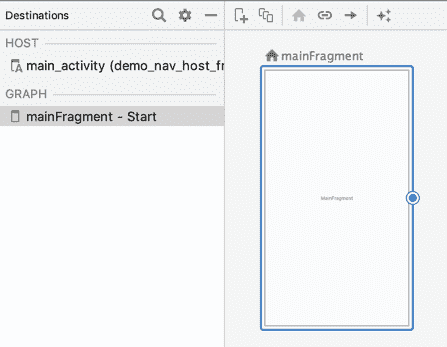 Destinations
HOST
main_activity (demo_nav_host_fr
GRAPH
mainFragment - Start
mainFragment
MainFragment